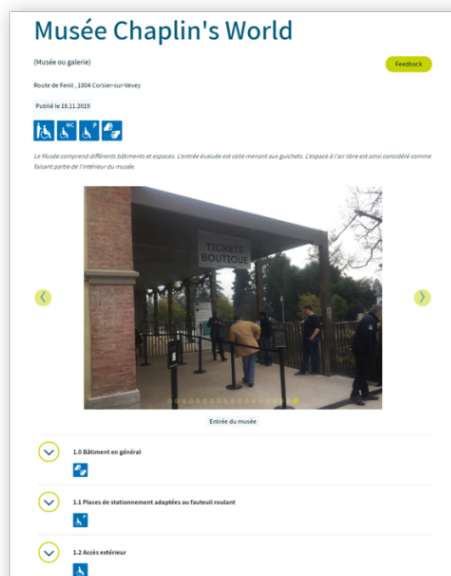 Musée Chaplin's World
(Musée ou galerie)
Feedback
Route de Fenil , 1804 Corsier-sur-Vevey
Publié le 18.11.2019
WC
P
Le Musée comprend différents bâtiments et espaces. L'entrée évaluée est celle menant aux guichets. L'espace à l'air libre est ainsi considéré comme
faisant partie de l'intérieur du musée.
TICKETS
BOUTIQUE
Entrée du musée
1.0 Bâtiment en général
1.1 Places de stationnement adaptées au fauteuil roulant
P
1.2 Accès extérieur